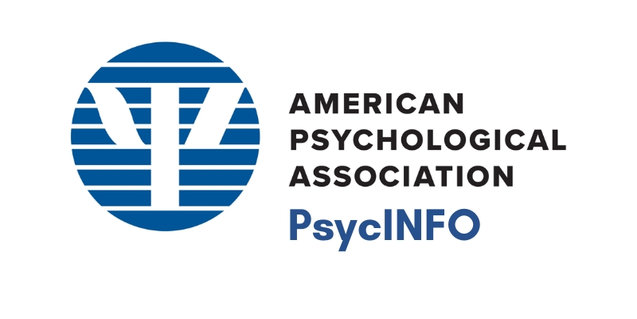 AMERICAN
PSYCHOLOGICAL
ASSOCIATION
PsycINFO